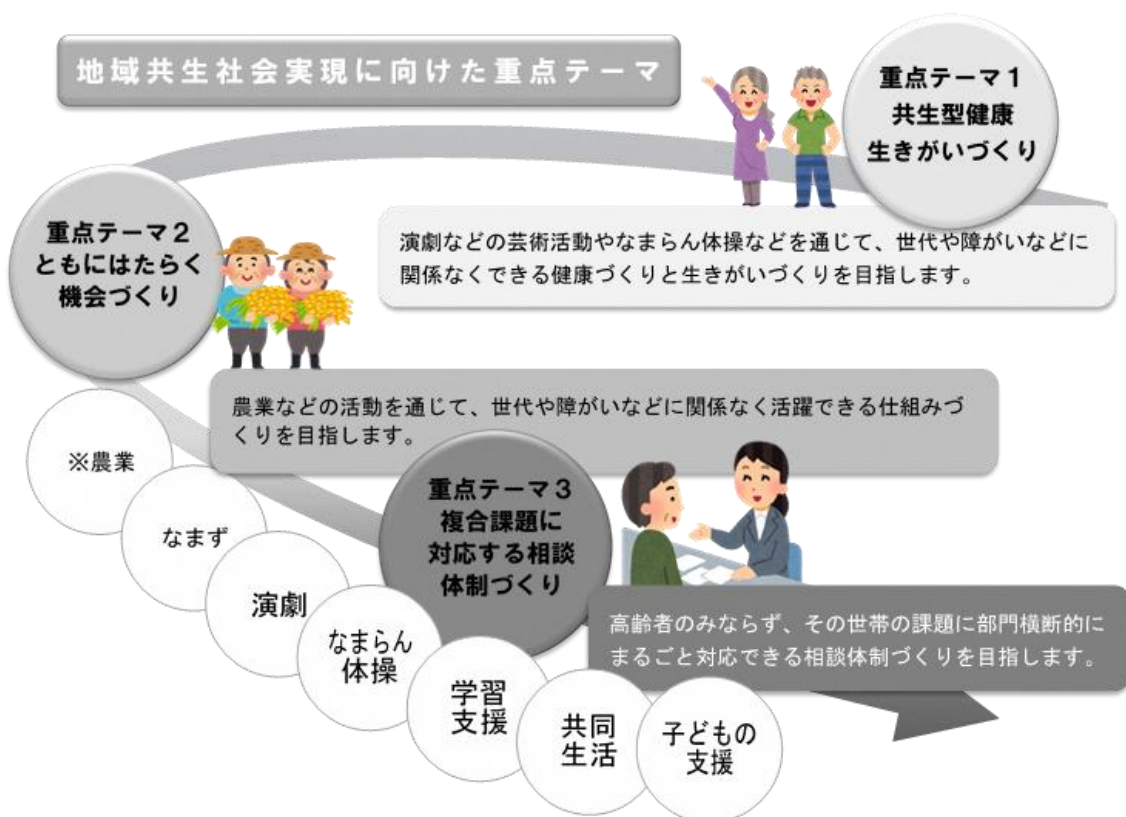 地域共生社会実現に向けた重点テーマ
重点テーマ１
共生型健康
生きがいづくり
演劇などの芸術活動やなまらん体操などを通じて、世代や障がいなどに
関係なくできる健康づくりと生きがいづくりを目指します。
重点テーマ２
ともにはたらく
機会づくり
農業などの活動を通じて、世代や障がいなどに関係なく活躍できる仕組みづ
くりを目指します。
重点テーマ３
複合課題に
対応する相談
体制づくり
高齢者のみならず、その世帯の課題に部門横断的に
まるごと対応できる相談体制づくりを目指します。
※農業
なまず
演劇
なまらん
体操
学習
支援
共同
生活
子どもの
支援